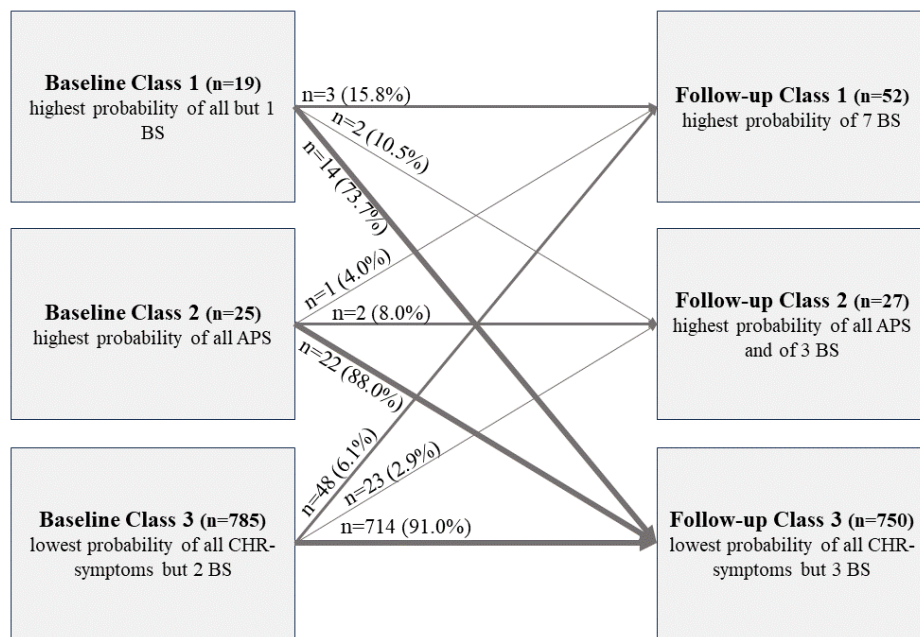 Baseline Class 1 (n=19)
highest probability of all but 1
BS
n=3 (15.8%)
n=2 (10.5%)
n=14 (73.7%)
Follow-up Class 1 (n=52)
highest probability of 7 BS
Baseline Class 2 (n=25)
highest probability of all APS
n=1 (4.0%)
n=2 (8.0%)
n=22 (88.0%)
Follow-up Class 2 (n=27)
highest probability of all APS
and of 3 BS
Baseline Class 3 (n=785)
lowest probability of all CHR-
symptoms but 2 BS
n=48 (6.1%)
n=23 (2.9%)
n=714 (91.0%)
Follow-up Class 3 (n=750)
lowest probability of all CHR-
symptoms but 3 BS